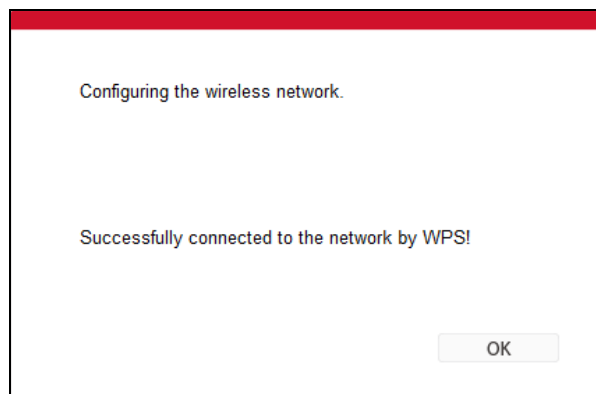 Configuring the wireless network.
Successfully connected to the network by WPS!
OK